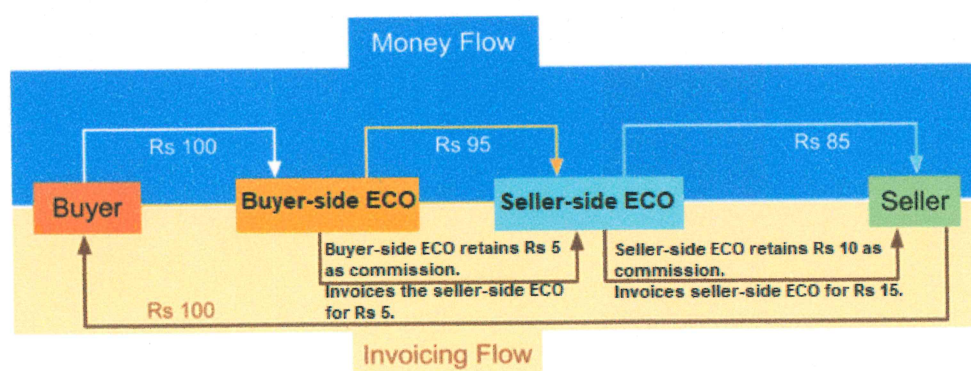 Money Flow
Rs 100
Rs 95
Rs 85
Buyer
Buyer-side ECO
Seller-side ECO
Seller
Buyer-side ECO retains Rs 5
as commission.
Invoices the seller-side ECO
for Rs 5.
Seller-side ECO retains Rs 10 as
commission.
Invoices seller-side ECO for Rs 15.
Rs 100
Invoicing Flow